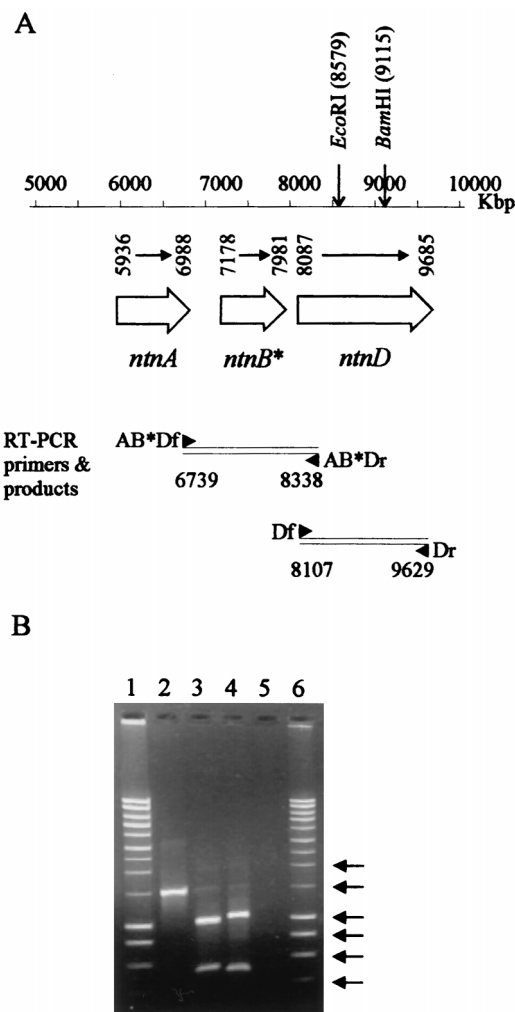 A
EcoRI (8579)
BamHI (9115)
5000 6000 7000 8000 9000 10000
Kbp
5936 6988 7178 7981 8087 9685
ntnA ntnB* ntnD
RT-PCR
primers &
products
AB*Df
AB*Dr
6739 8338
Df
Dr
8107 9629
B
1 2 3 4 5 6